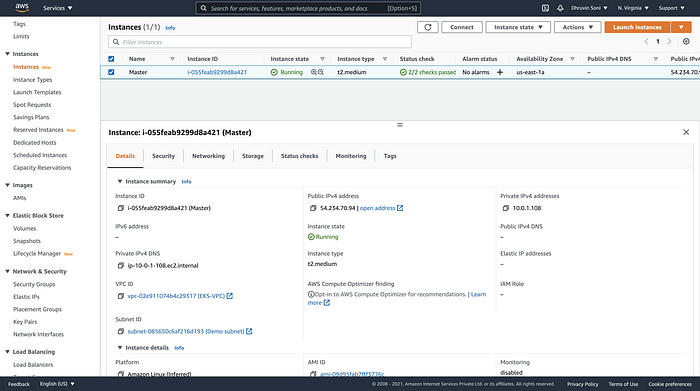 aws
Services
Search for services, features, marketplace products, and docs
[Option+S]
Dhruvin Soni
N. Virginia
Support
Tags
Limits
Instances
Instances New
Instance Types
Launch Templates
Spot Requests
Savings Plans
Reserved Instances New
Dedicated Hosts
Scheduled Instances
Capacity Reservations
Images
AMIs
Elastic Block Store
Volumes
Snapshots
Lifecycle Manager New
Network & Security
Security Groups
Elastic IPs
Placement Groups
Key Pairs
Network Interfaces
Load Balancing
Load Balancers
Instances (1/1) Info
Connect
Instance state
Actions
Launch instances
Filter instances
1
Name
Instance ID
Instance state
Instance type
Status check
Alarm status
Availability Zone
Public IPv4 DNS
Public IPv4
Master
i-055feab9299d8a421
Running
t2.medium
2/2 checks passed
No alarms +
us-east-1a
–
54.234.70
Instance: i-055feab9299d8a421 (Master)
Details
Security
Networking
Storage
Status checks
Monitoring
Tags
Instance summary Info
Instance ID
i-055feab9299d8a421 (Master)
Public IPv4 address
54.234.70.94 | open address
Private IPv4 addresses
10.0.1.108
IPv6 address
–
Instance state
Running
Public IPv4 DNS
–
Private IPv4 DNS
ip-10-0-1-108.ec2.internal
Instance type
t2.medium
Elastic IP addresses
–
VPC ID
vpc-02e911074b4c29317 (EKS-VPC)
AWS Compute Optimizer finding
Opt-in to AWS Compute Optimizer for recommendations. | Learn
more
IAM Role
–
Subnet ID
subnet-085650c6af216d193 (Demo subnet)
Instance details Info
Platform
Amazon Linux (Inferred)
AMI ID
ami-09d95fab7fff3776c
Monitoring
disabled
Feedback
English (US)
© 2008 - 2021, Amazon Internet Services Private Ltd. or its affiliates. All rights reserved.
Privacy Policy
Terms of Use
Cookie preferences